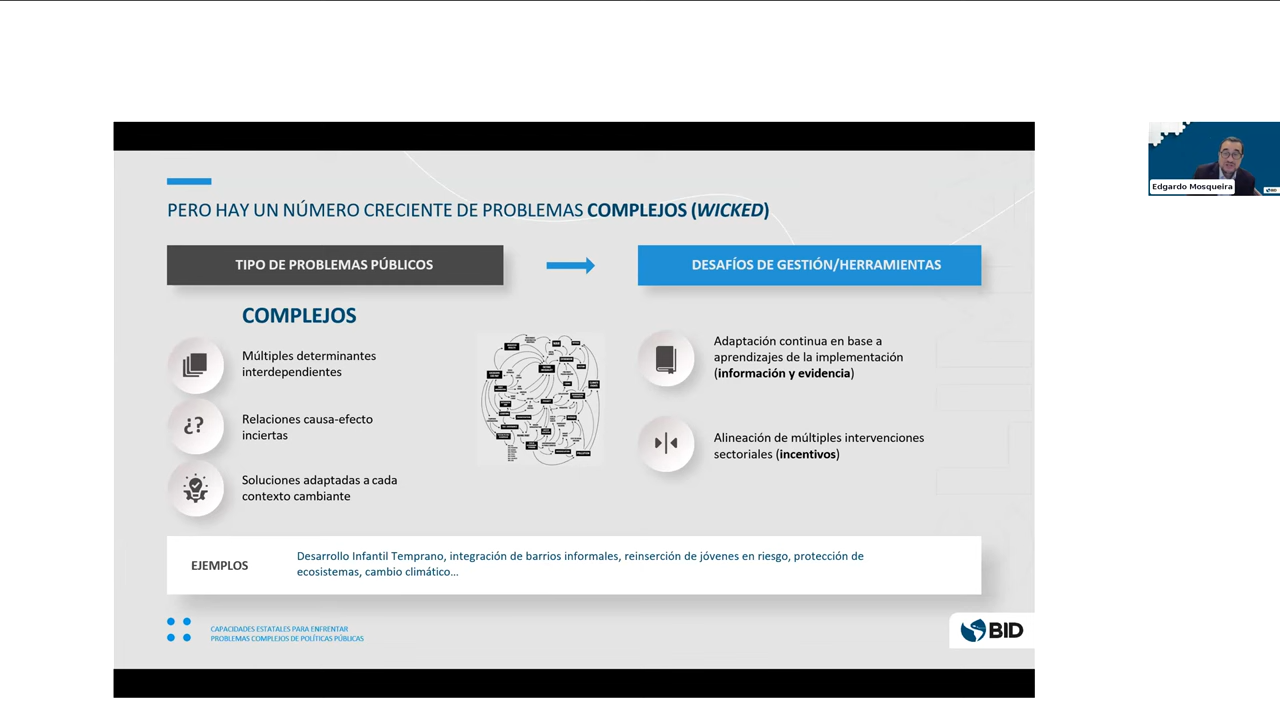 PERO HAY UN NÚMERO CRECIENTE DE PROBLEMAS COMPLEJOS (WICKED)
TIPO DE PROBLEMAS PÚBLICOS
DESAFÍOS DE GESTIÓN/HERRAMIENTAS
COMPLEJOS
Múltiples determinantes
interdependientes
¿?
Relaciones causa-efecto
inciertas
Soluciones adaptadas a cada
contexto cambiante
Adaptación continua en base a
aprendizajes de la implementación
(información y evidencia)
Alineación de múltiples intervenciones
sectoriales (incentivos)
EJEMPLOS
Desarrollo Infantil Temprano, integración de barrios informales, reinserción de jóvenes en riesgo, protección de
ecosistemas, cambio climático...
CAPACIDADES ESTATALES PARA ENFRENTAR
PROBLEMAS COMPLEJOS DE POLÍTICAS PÚBLICAS
BID
Edgardo Mosqueira
BID